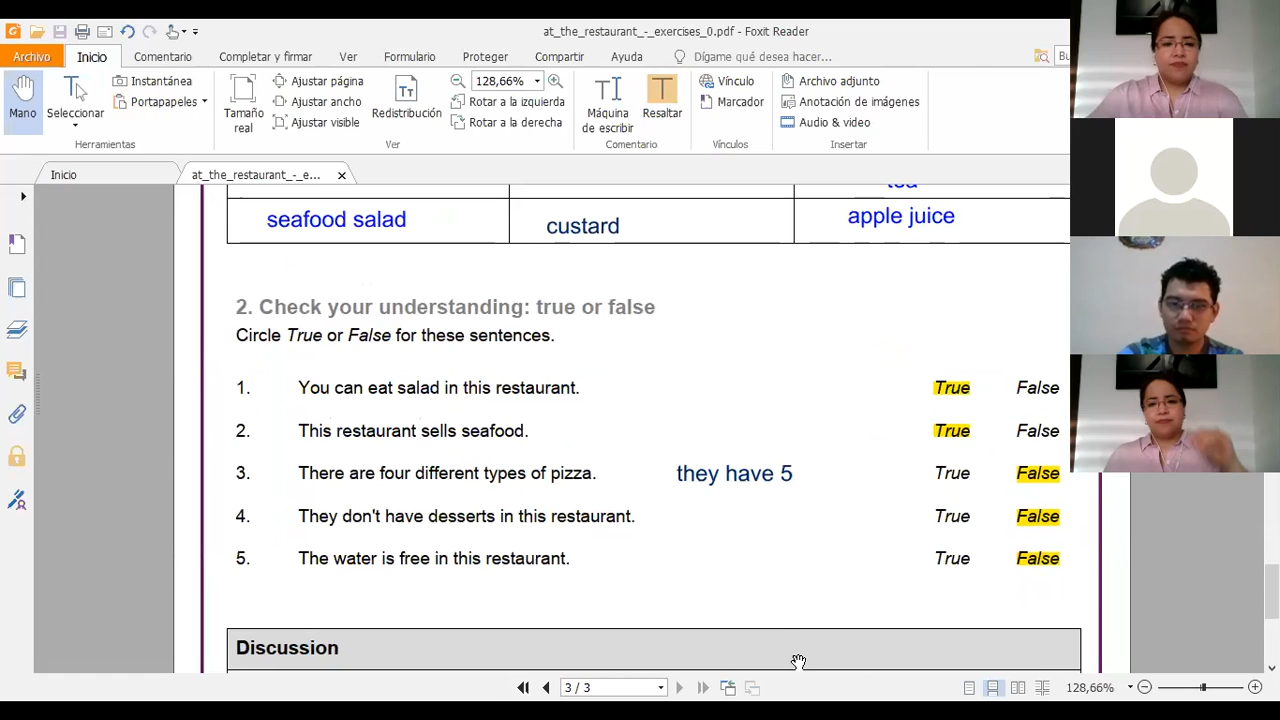 at_the_restaurant_-_exercises_0.pdf - Foxit Reader
Archivo Inicio Comentario Completar y firmar Ver Formulario Proteger Compartir Ayuda Dígame qué desea hacer...
Mano
Seleccionar
Instantánea
Portapapeles
Herramientas
Tamaño real
Ajustar página
Ajustar ancho
Ajustar visible
Redistribución
128,66%
Rotar a la izquierda
Rotar a la derecha
Ver
Máquina de escribir
Resaltar
Comentario
Vínculo
Marcador
Vínculos
Archivo adjunto
Anotación de imágenes
Audio & video
Insertar
Inicio at_the_restaurant_-_e...
seafood salad custard apple juice
2. Check your understanding: true or false
Circle True or False for these sentences.
1. You can eat salad in this restaurant. True False
2. This restaurant sells seafood. True False
3. There are four different types of pizza. they have 5 True False
4. They don't have desserts in this restaurant. True False
5. The water is free in this restaurant. True False
Discussion
3 / 3 128,66%